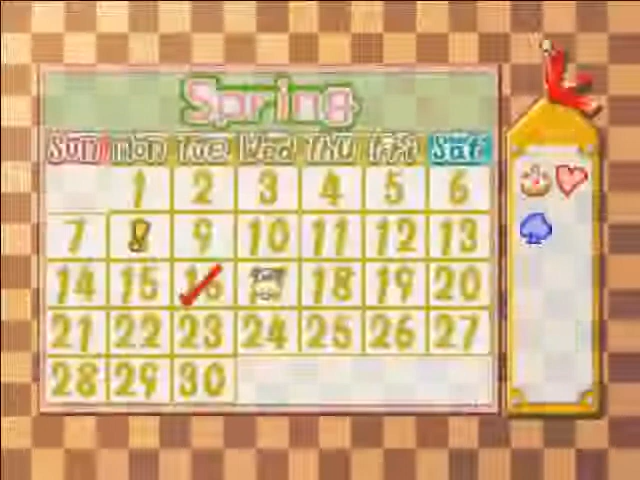 Spring
Sun Mon Tue Wed Thu Fri Sat
1 2 3 4 5 6
7 9 10 11 12 13
14 15 16 18 19 20
21 22 23 24 25 26 27
28 29 30